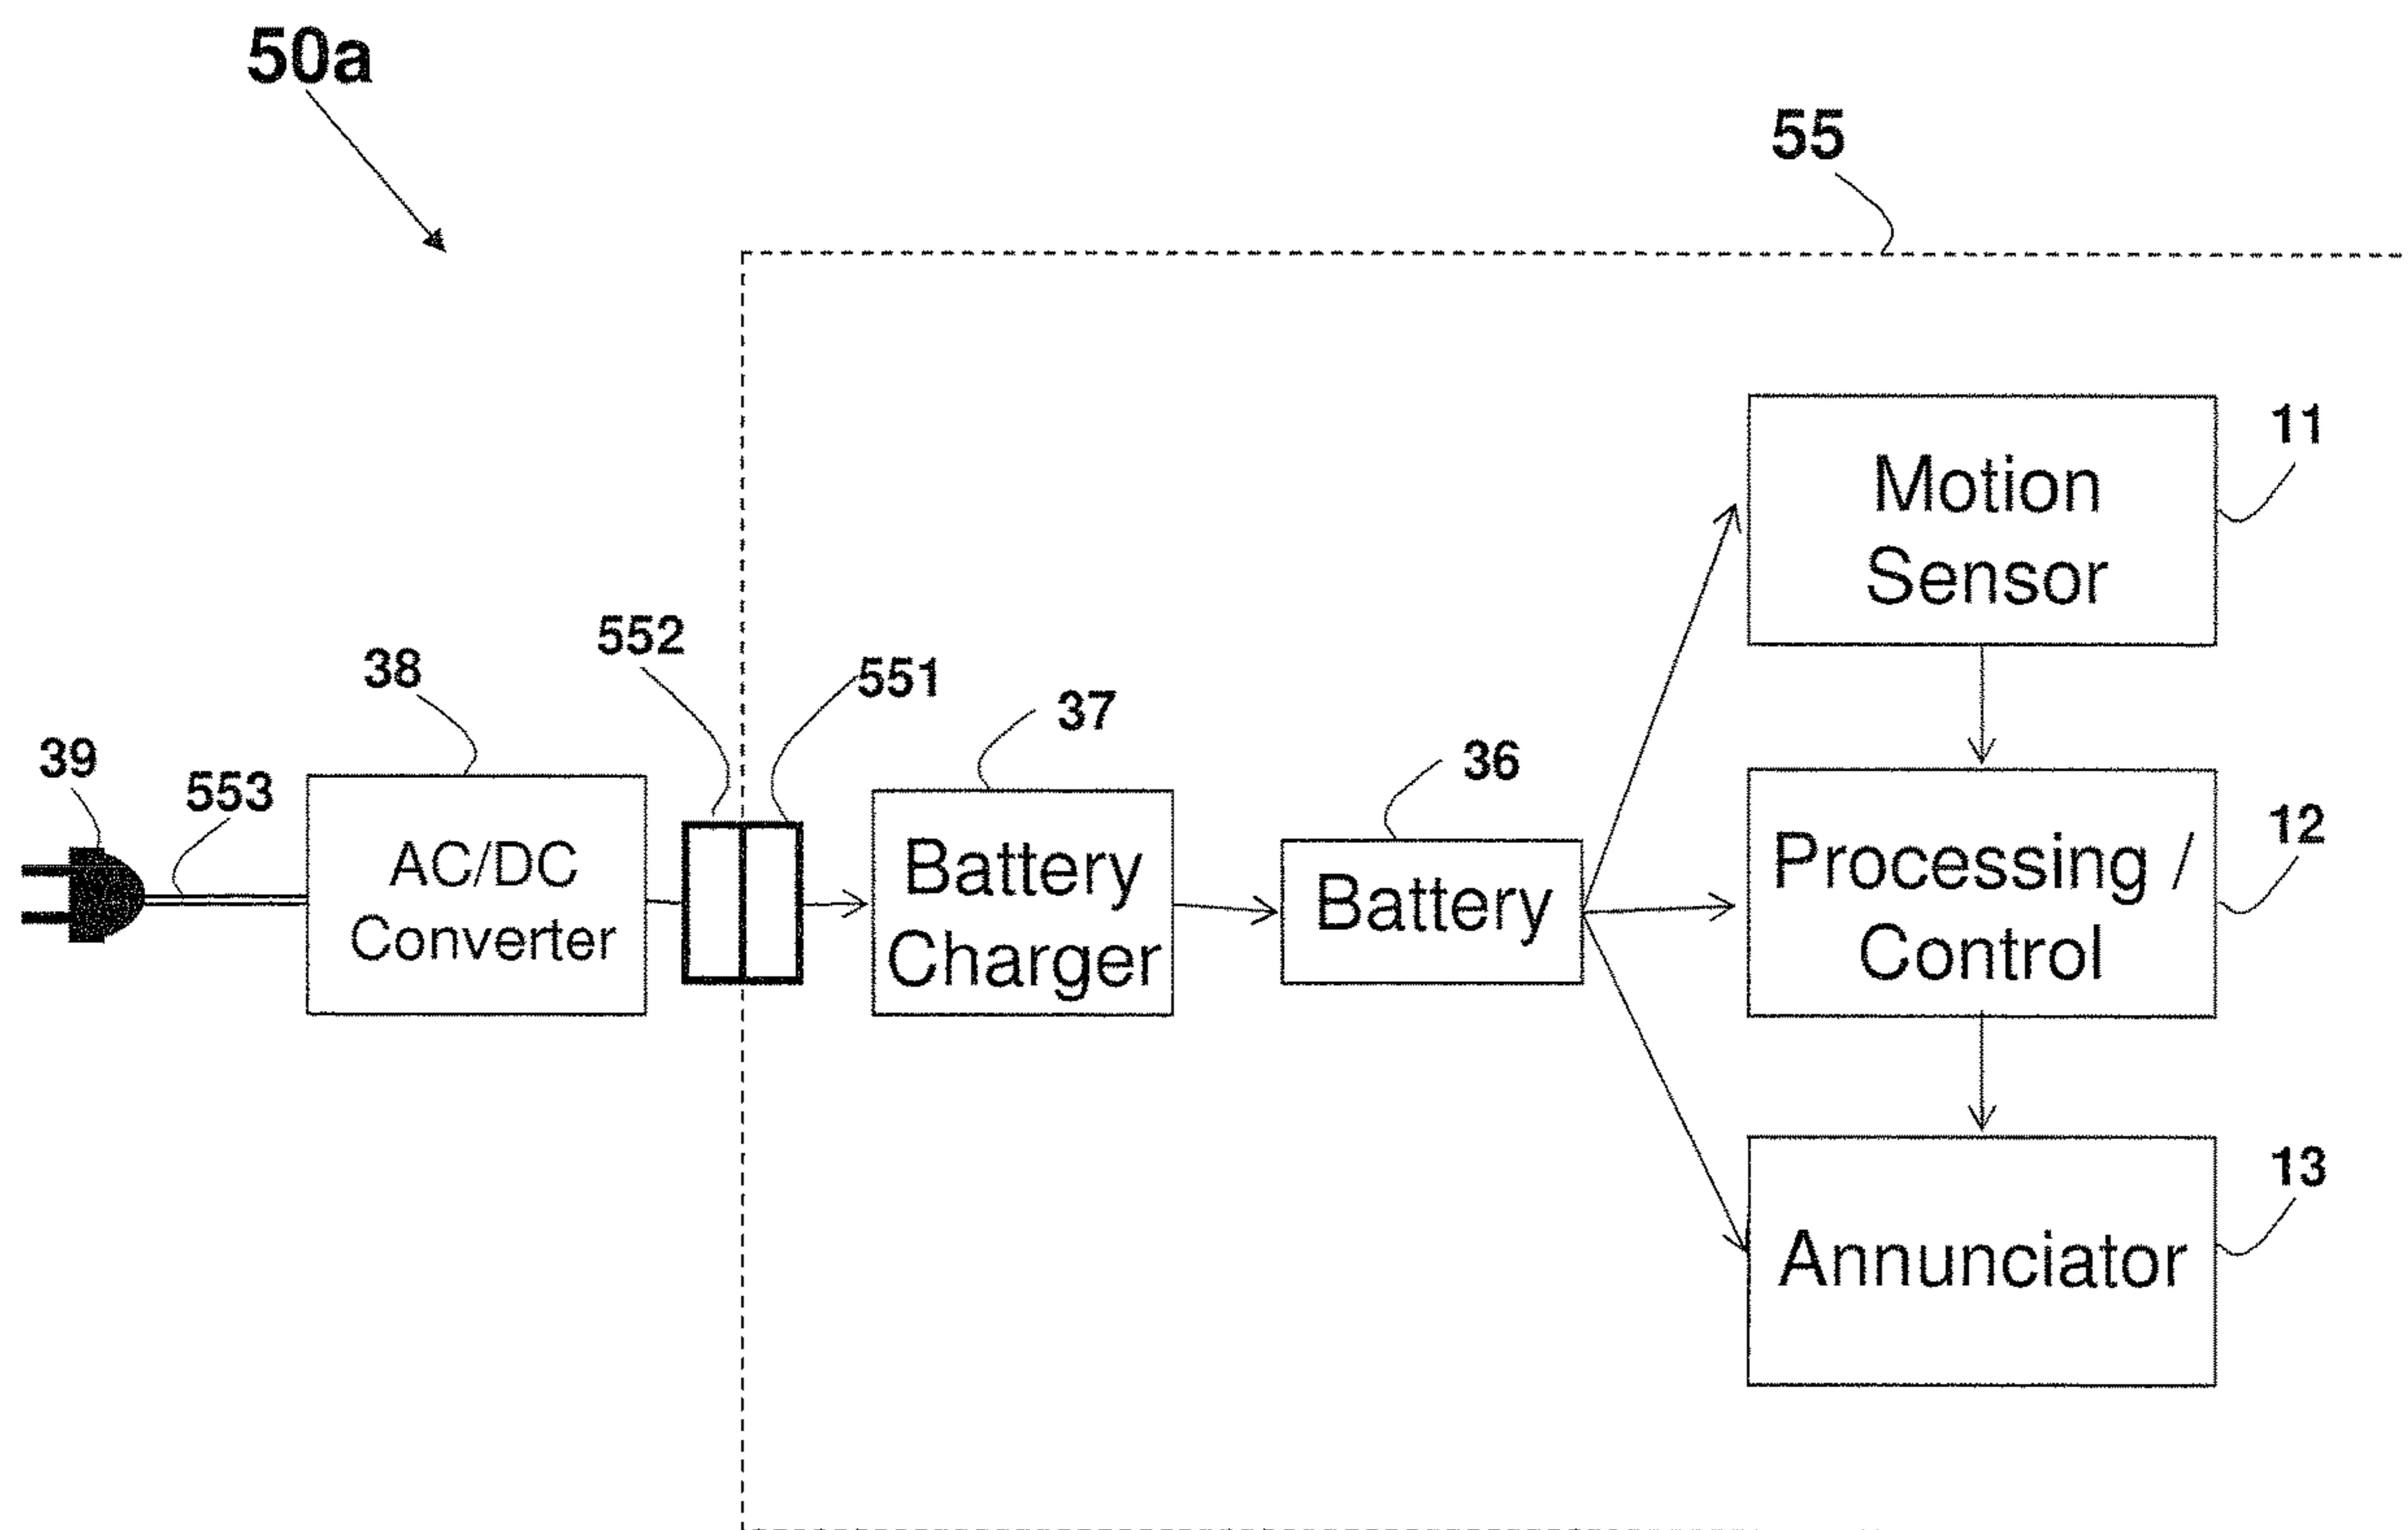 50a
55
11
Motion
Sensor
552
551
38
37
39
553
36
AC/DC
Converter
Battery
Charger
Battery
12
Processing /
Control
13
Annunciator